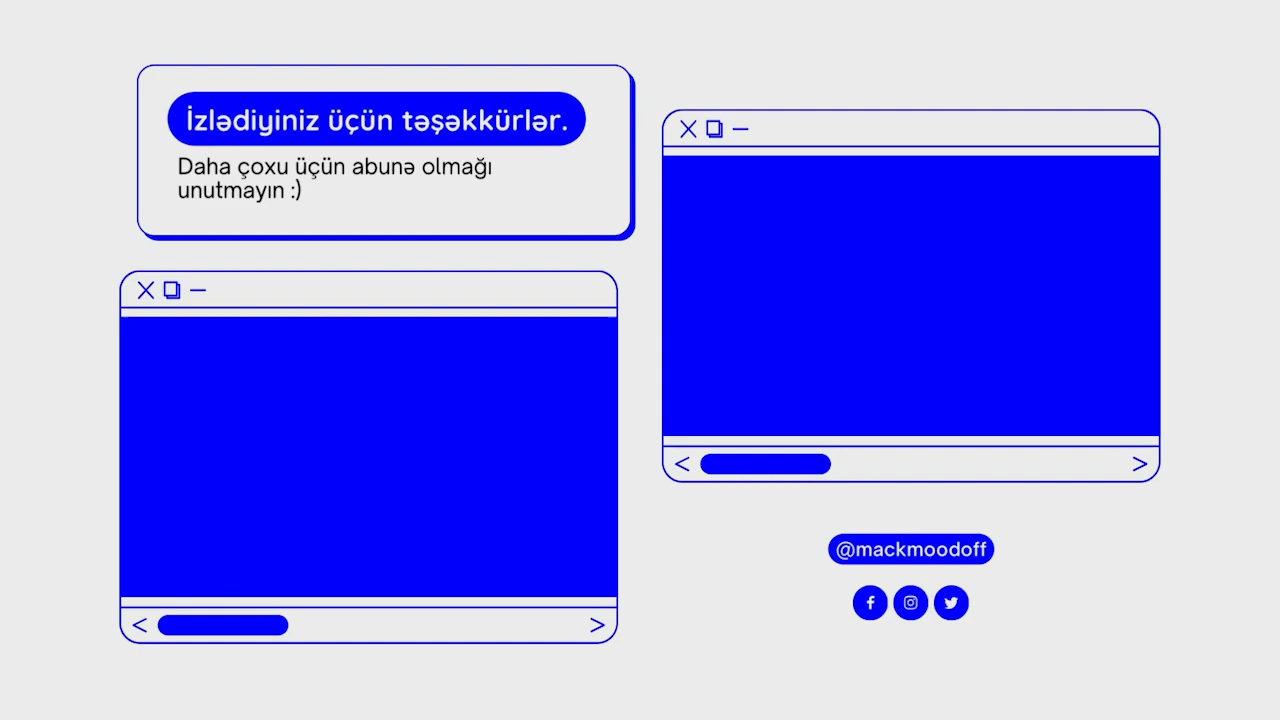 İzlədiyiniz üçün təşəkkürlər.
Daha çoxu üçün abunə olmağı
unutmayın :)
@mackmoodoff